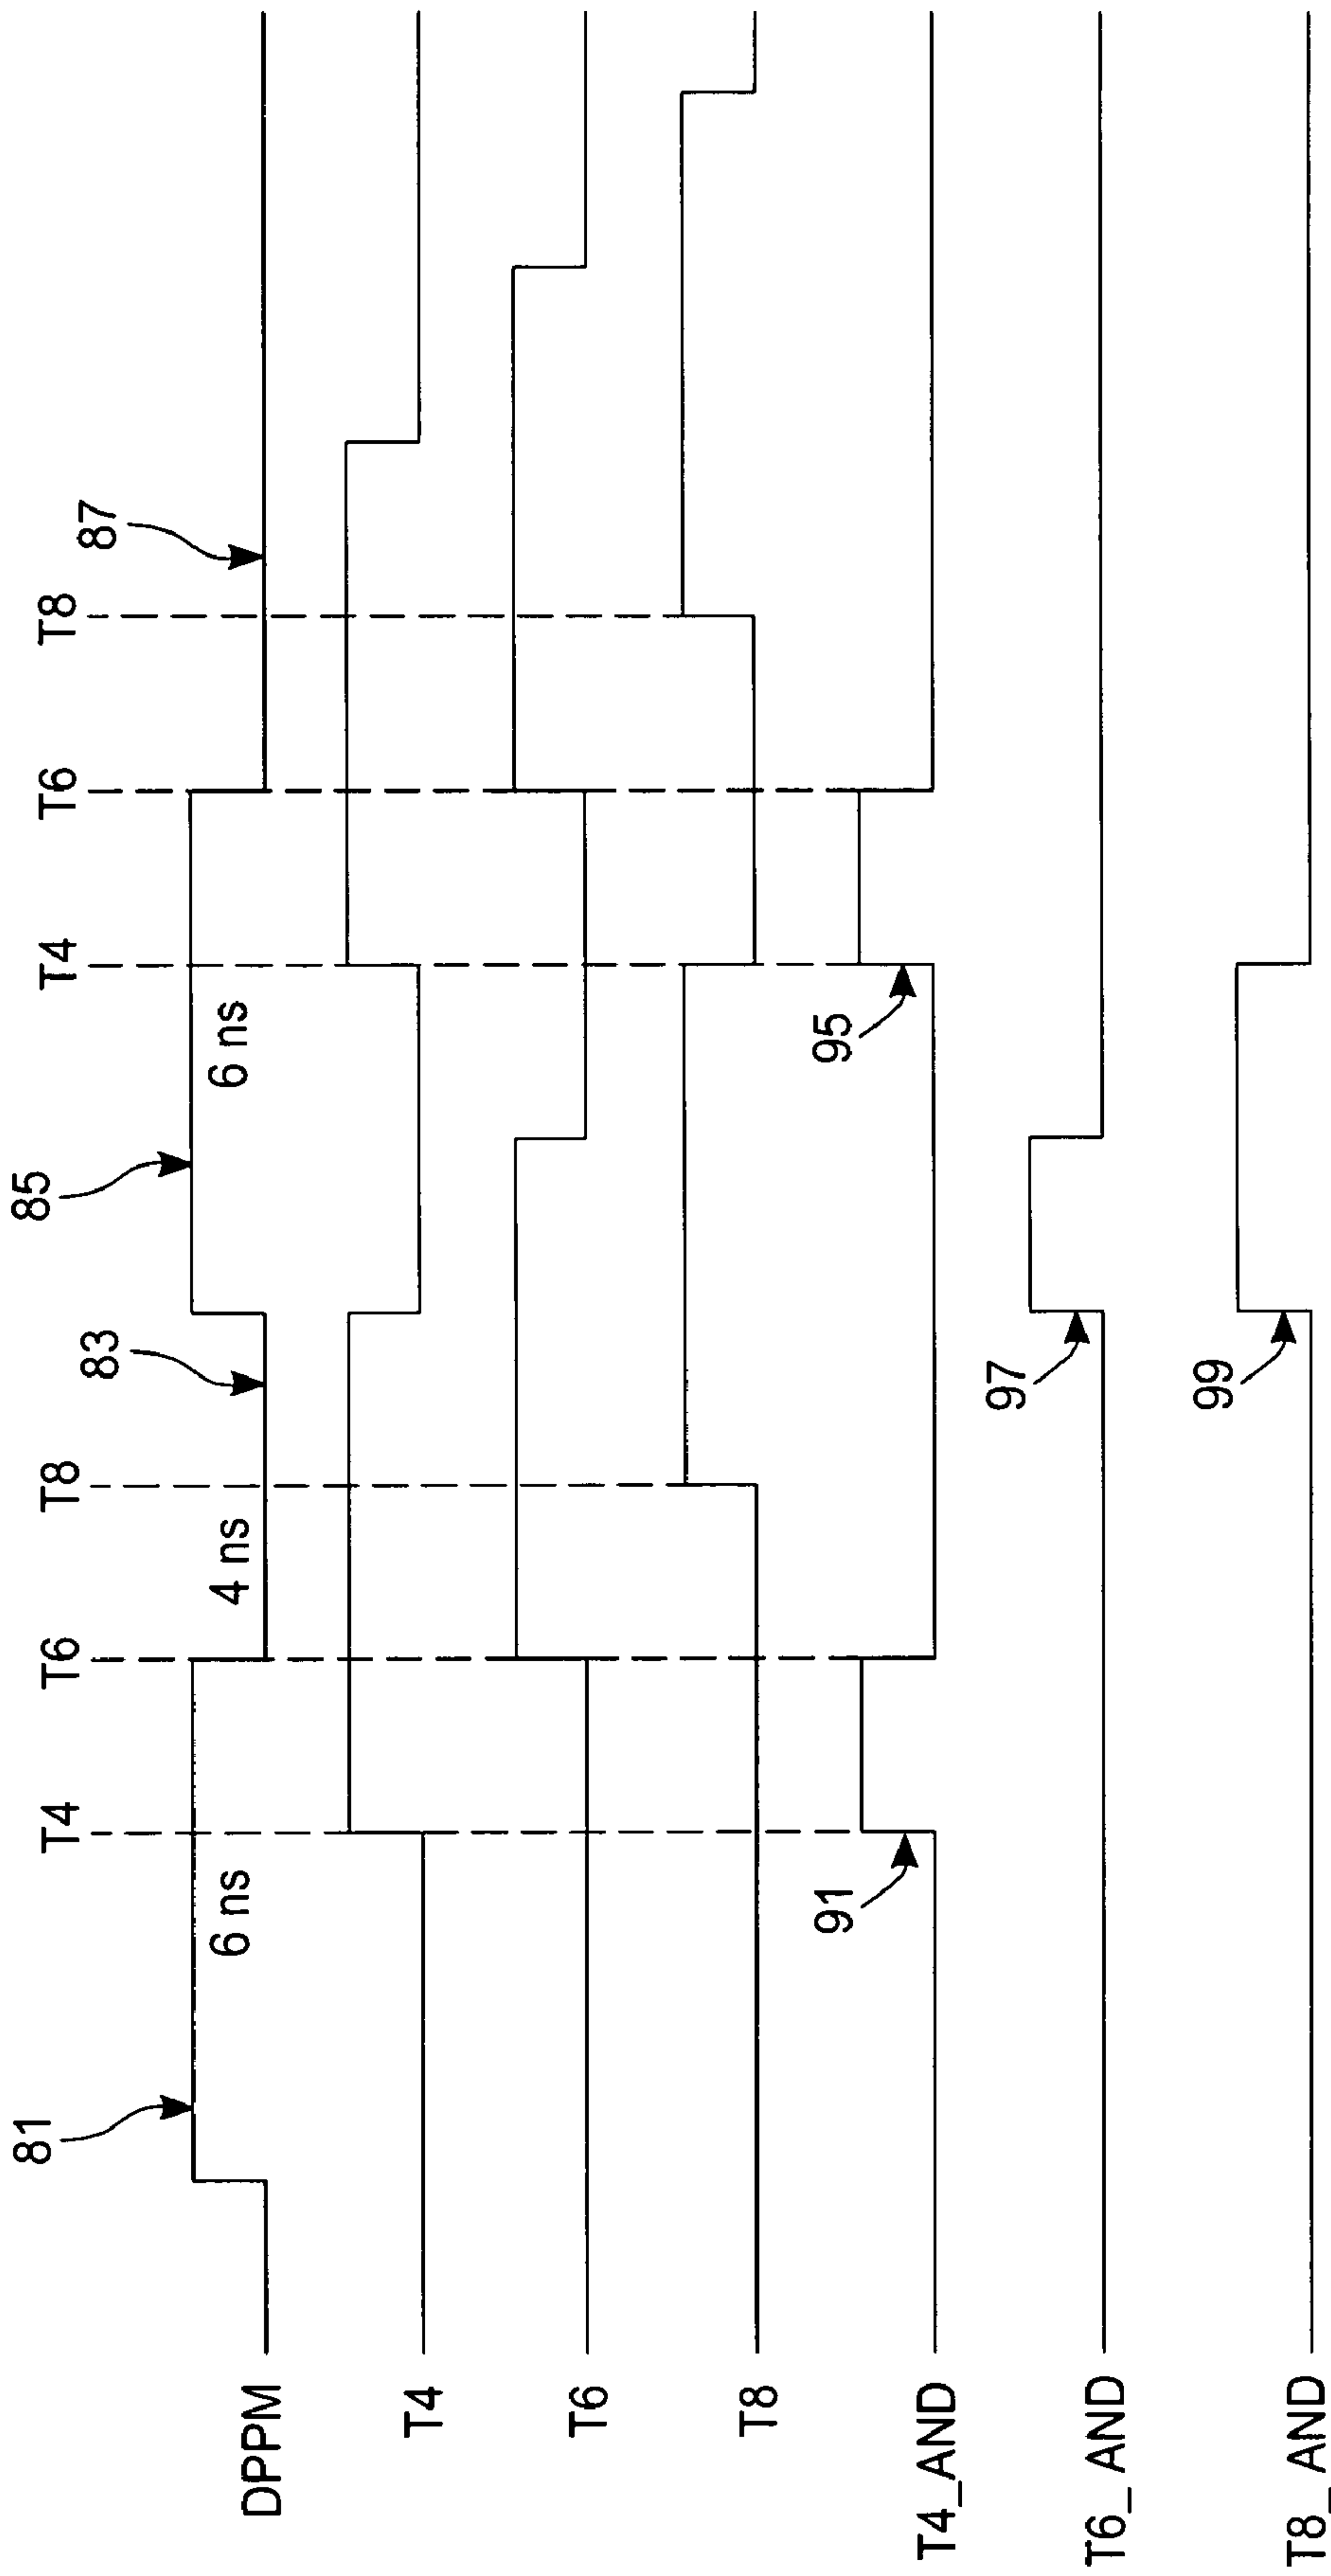 81
83
85
87
T4
T6
T8
T4
T6
T8
DPPM
6 ns
4 ns
6 ns
T4
T6
T8
T4_AND
91
95
T6_AND
97
T8_AND
99